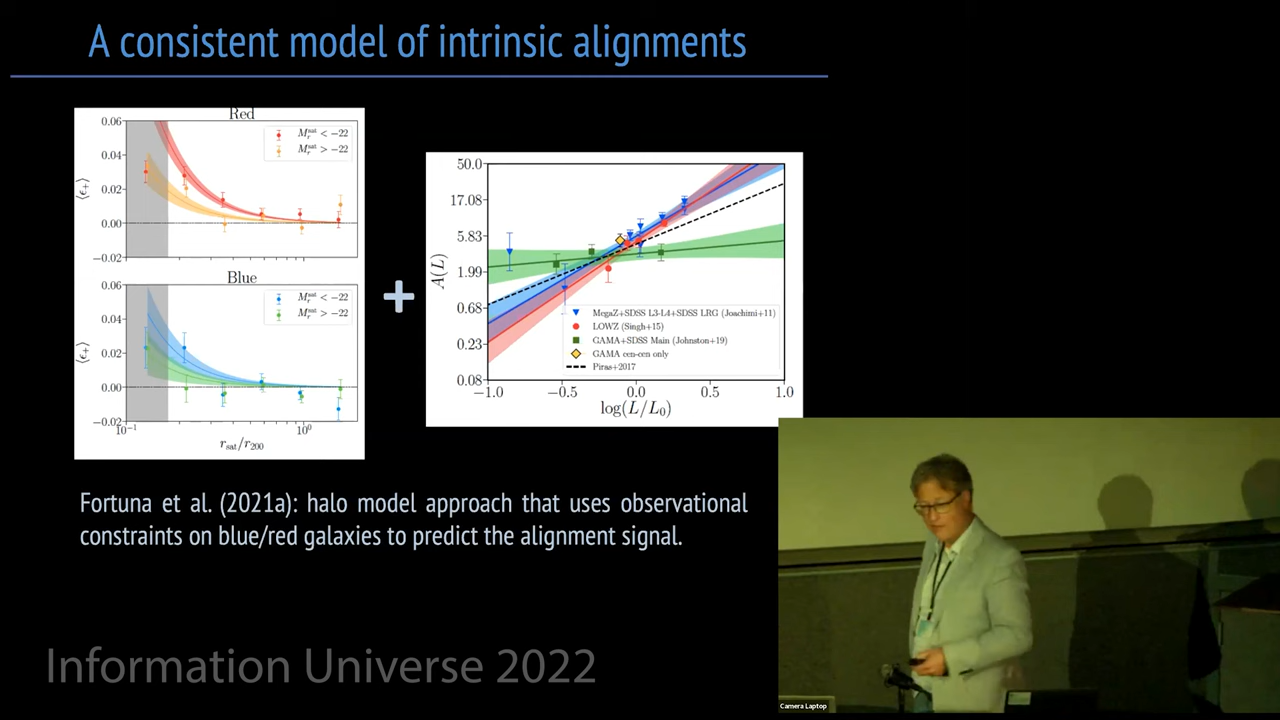 A consistent model of intrinsic alignments
Red
0.06
0.04
0.02
0.00
−0.02
⟨ϵ+⟩
M_r^sat < −22
M_r^sat > −22
Blue
0.06
0.04
0.02
0.00
−0.02
⟨ϵ+⟩
M_r^sat < −22
M_r^sat > −22
10^−1
10^0
r_sat/r_200
+
50.0
17.08
5.83
1.99
0.68
0.23
0.08
A(L)
MegaZ+SDSS L3-L4+SDSS LRG (Joachimi+11)
LOWZ (Singh+15)
GAMA+SDSS Main (Johnston+19)
GAMA cen-cen only
Piras+2017
−1.0 −0.5 0.0 0.5 1.0
log(L/L_0)
Fortuna et al. (2021a): halo model approach that uses observational
constraints on blue/red galaxies to predict the alignment signal.
Information Universe 2022
Camera Laptop